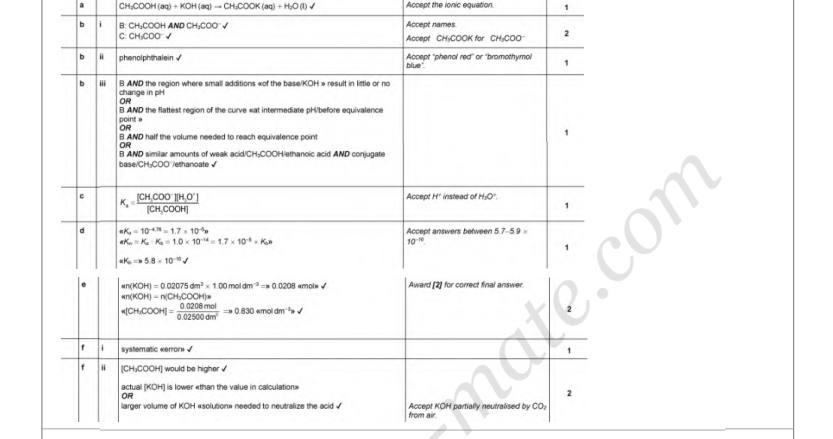 a CH₃COOH (aq) + KOH (aq) → CH₃COOK (aq) + H₂O (l) ✓ Accept the ionic equation. 1
b i B: CH₃COOH AND CH₃COO⁻ ✓ Accept names. 2
C: CH₃COO⁻ ✓ Accept CH₃COOK for CH₃COO⁻
b ii phenolphthalein ✓ Accept "phenol red" or "bromothymol
blue". 1
b iii B AND the region where small additions «of the base/KOH » result in little or no
change in pH
OR
B AND the flattest region of the curve «at intermediate pH/before equivalence
point »
OR
B AND half the volume needed to reach equivalence point
OR
B AND similar amounts of weak acid/CH₃COOH/ethanoic acid AND conjugate
base/CH₃COO⁻/ethanoate ✓
1
c Kₐ = [CH₃COO⁻][H₃O⁺] / [CH₃COOH] Accept H⁺ instead of H₃O⁺. 1
d «Kₐ = 10⁻⁴·⁷⁶ = 1.7 × 10⁻⁵» Accept answers between 5.7–5.9 ×
«Kw = Kₐ · Kb = 1.0 × 10⁻¹⁴ = 1.7 × 10⁻⁵ × Kb» 10⁻¹⁰. 1
«Kb =» 5.8 × 10⁻¹⁰ ✓
e «n(KOH) = 0.02075 dm³ × 1.00 mol dm⁻³ =» 0.0208 «mol» ✓ Award [2] for correct final answer.
«n(KOH) = n(CH₃COOH)»
«[CH₃COOH] = 0.0208 mol / 0.02500 dm³ =» 0.830 «mol dm⁻³» ✓ 2
f i systematic «error» ✓ 1
f ii [CH₃COOH] would be higher ✓
actual [KOH] is lower «than the value in calculation»
OR 2
larger volume of KOH «solution» needed to neutralize the acid ✓ Accept KOH partially neutralised by CO₂
from air.
-mate.com